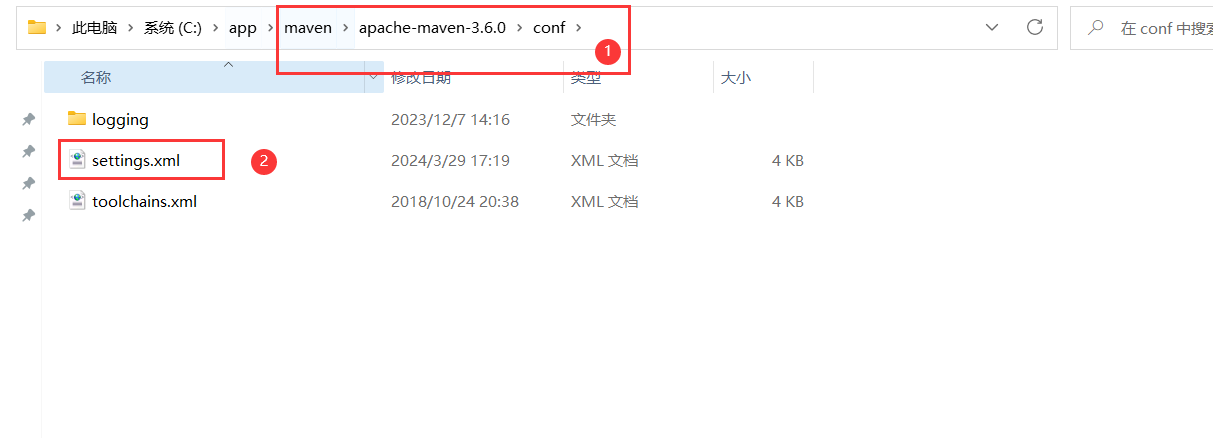 此电脑 › 系统 (C:) › app › maven › apache-maven-3.6.0 › conf ›
在 conf 中搜索
1
名称 修改日期 类型 大小
logging 2023/12/7 14:16 文件夹
settings.xml 2 2024/3/29 17:19 XML 文档 4 KB
toolchains.xml 2018/10/24 20:38 XML 文档 4 KB